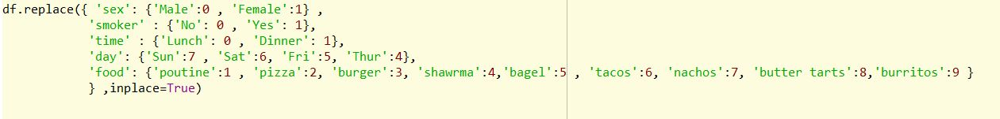 df.replace({ 'sex': {'Male':0 , 'Female':1} ,
'smoker' : {'No': 0 , 'Yes': 1},
'time' : {'Lunch': 0 , 'Dinner': 1},
'day': {'Sun':7 , 'Sat':6, 'Fri':5, 'Thur':4},
'food': {'poutine':1 , 'pizza':2, 'burger':3, 'shawrma':4,'bagel':5 , 'tacos':6, 'nachos':7, 'butter tarts':8,'burritos':9 }
} ,inplace=True)